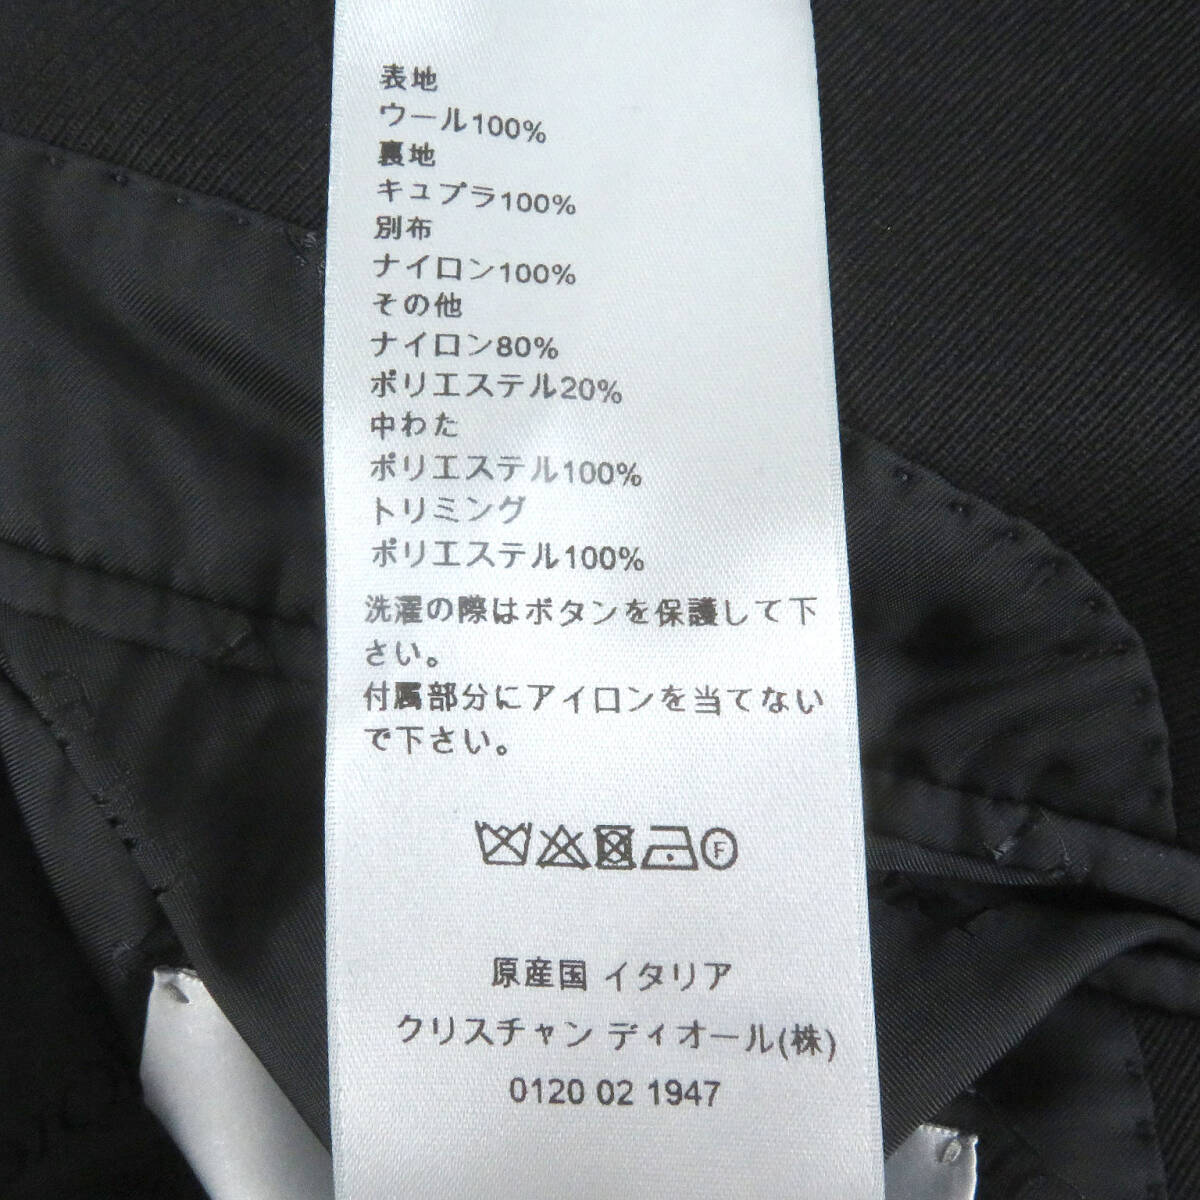 表地
ウール100%
裏地
キュプラ100%
別布
ナイロン100%
その他
ナイロン80%
ポリエステル20%
中わた
ポリエステル100%
トリミング
ポリエステル100%
洗濯の際はボタンを保護して下
さい。
付属部分にアイロンを当てない
で下さい。
F
原産国 イタリア
クリスチャン ディオール(株)
0120 02 1947